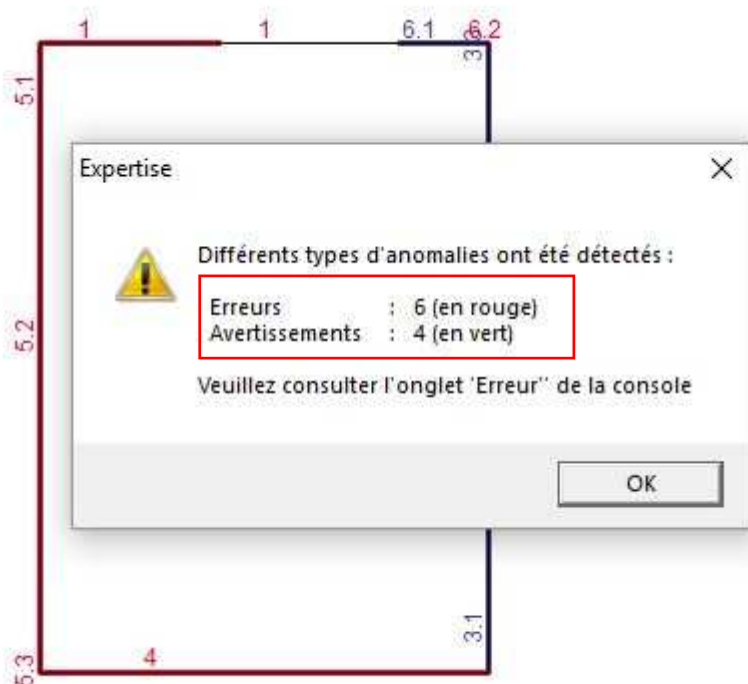 1 1 6.1 6.2
5.1
Expertise
Différents types d'anomalies ont été détectés :
Erreurs : 6 (en rouge)
Avertissements : 4 (en vert)
5.2
Veuillez consulter l'onglet 'Erreur'' de la console
OK
3.1
5.3
4